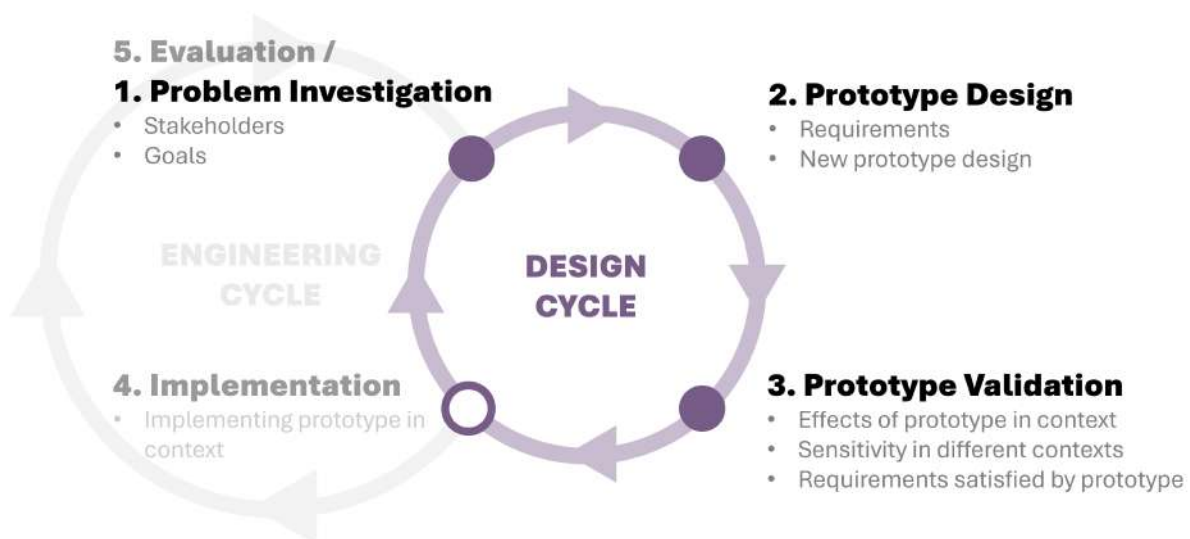 5. Evaluation /
1. Problem Investigation
• Stakeholders
• Goals
2. Prototype Design
• Requirements
• New prototype design
ENGINEERING
CYCLE
DESIGN
CYCLE
4. Implementation
• Implementing prototype in
context
3. Prototype Validation
• Effects of prototype in context
• Sensitivity in different contexts
• Requirements satisfied by prototype